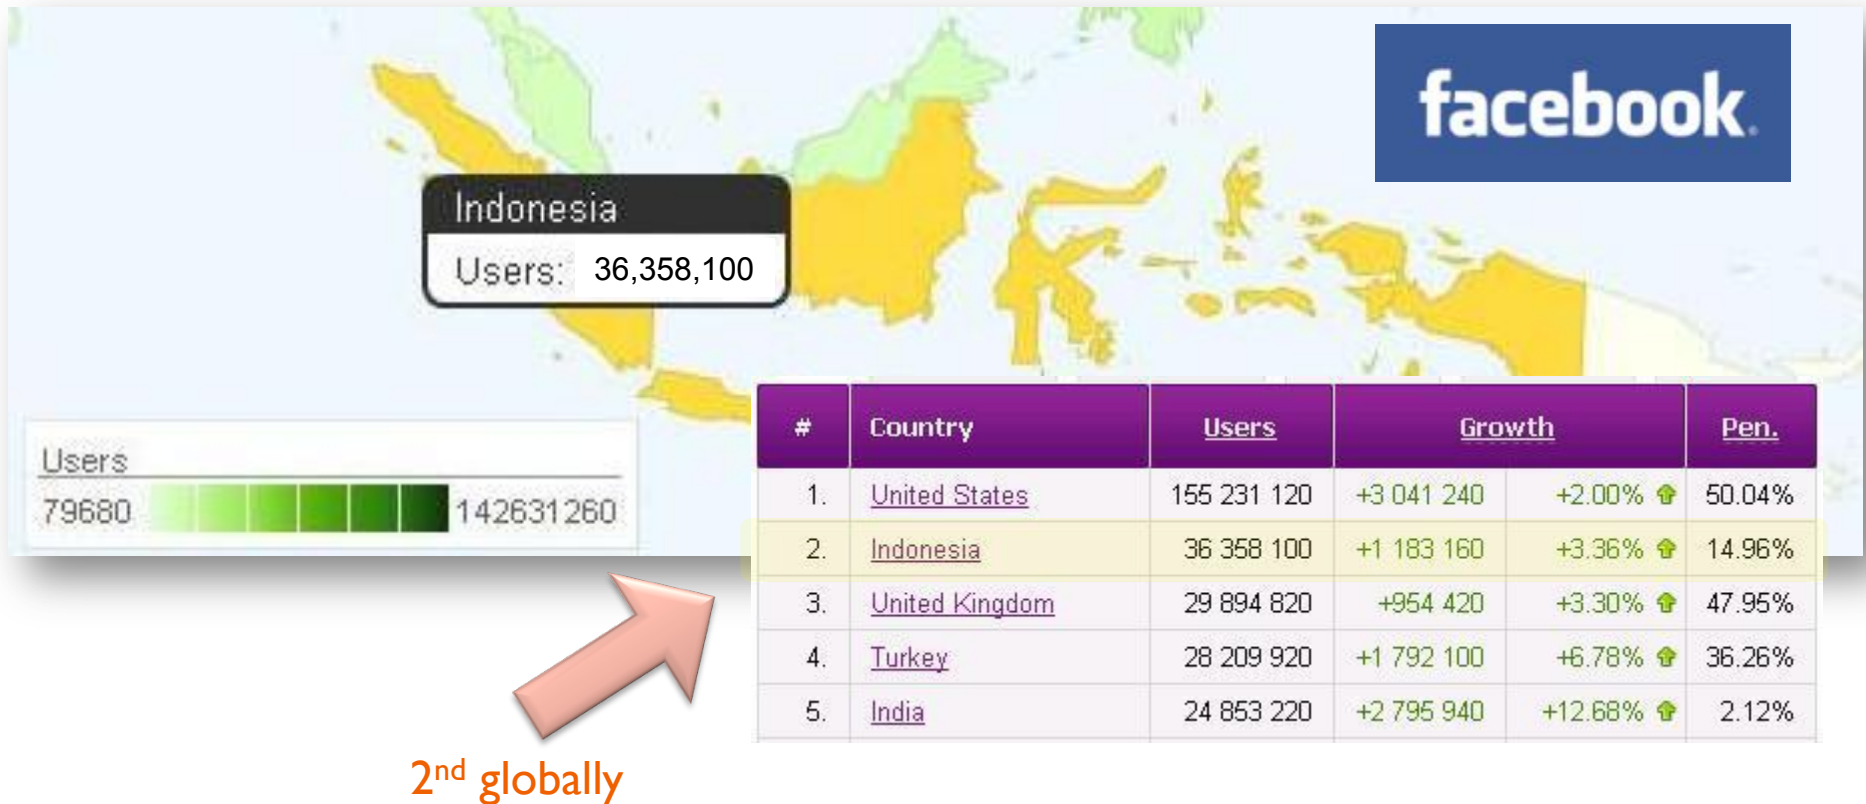 facebook.
Indonesia
Users: 36,358,100
Users
79680 142631260
# Country Users Growth Pen.
1. United States 155 231 120 +3 041 240 +2.00% 50.04%
2. Indonesia 36 358 100 +1 183 160 +3.36% 14.96%
3. United Kingdom 29 894 820 +954 420 +3.30% 47.95%
4. Turkey 28 209 920 +1 792 100 +6.78% 36.26%
5. India 24 853 220 +2 795 940 +12.68% 2.12%
2nd globally